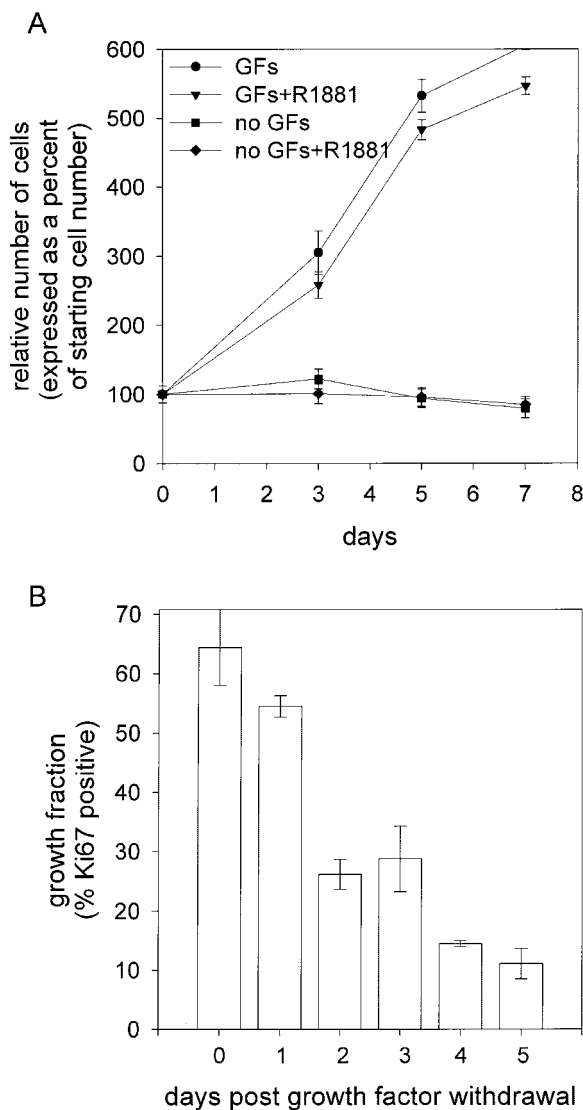 A
relative number of cells
(expressed as a percent
of starting cell number)
600
500
400
300
200
100
0
GFs
GFs+R1881
no GFs
no GFs+R1881
0 1 2 3 4 5 6 7 8
days
B
growth fraction
(% Ki67 positive)
70
60
50
40
30
20
10
0
0 1 2 3 4 5
days post growth factor withdrawal